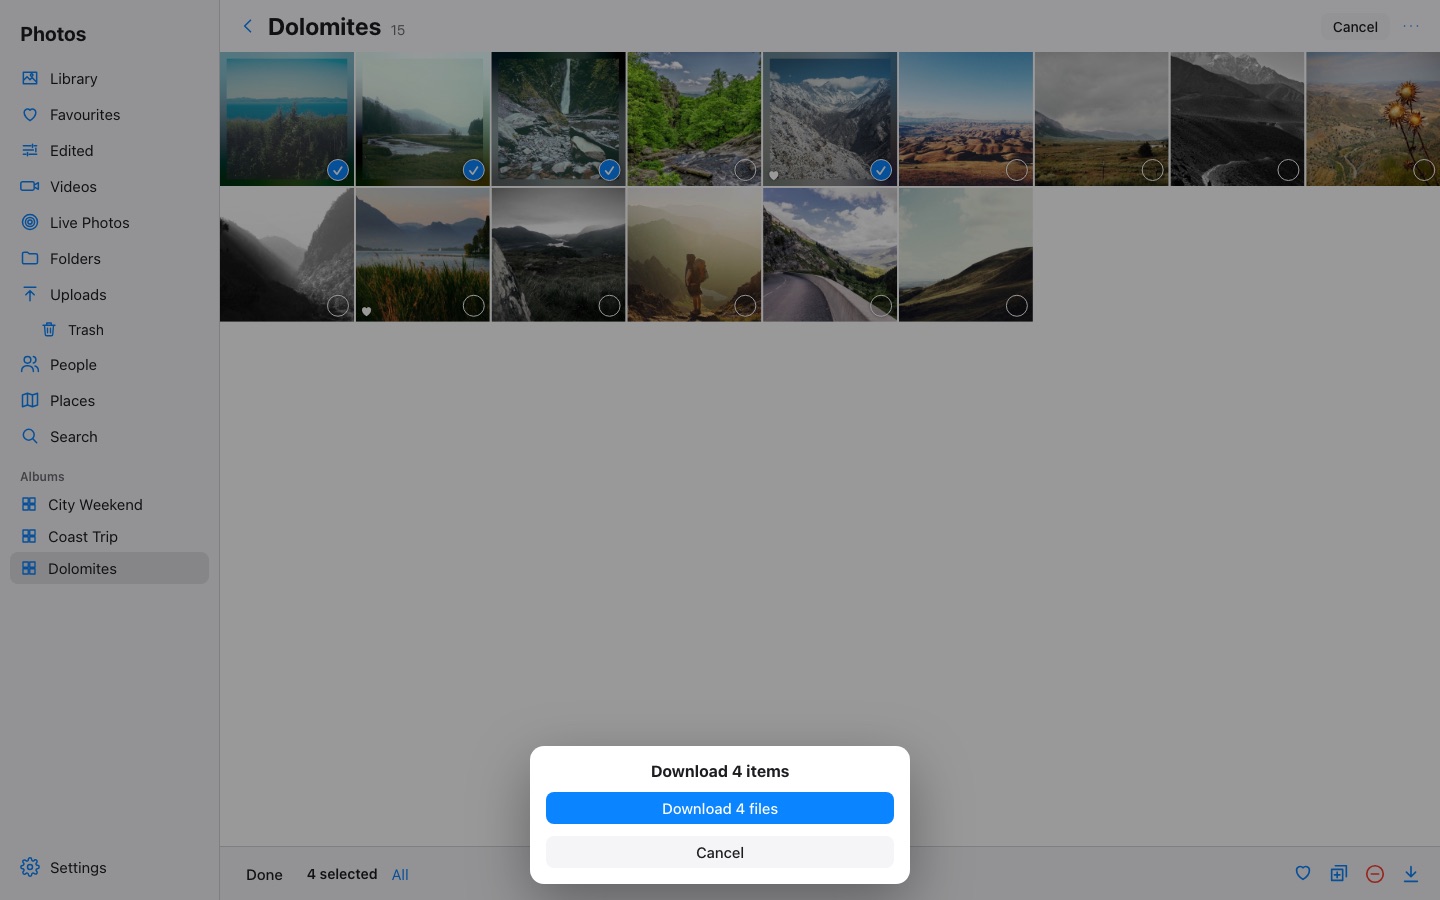 Photos
Library
Favourites
Edited
Videos
Live Photos
Folders
Uploads
Trash
People
Places
Search
Albums
City Weekend
Coast Trip
Dolomites
Settings
Dolomites 15
Cancel
Download 4 items
Download 4 files
Cancel
Done 4 selected All